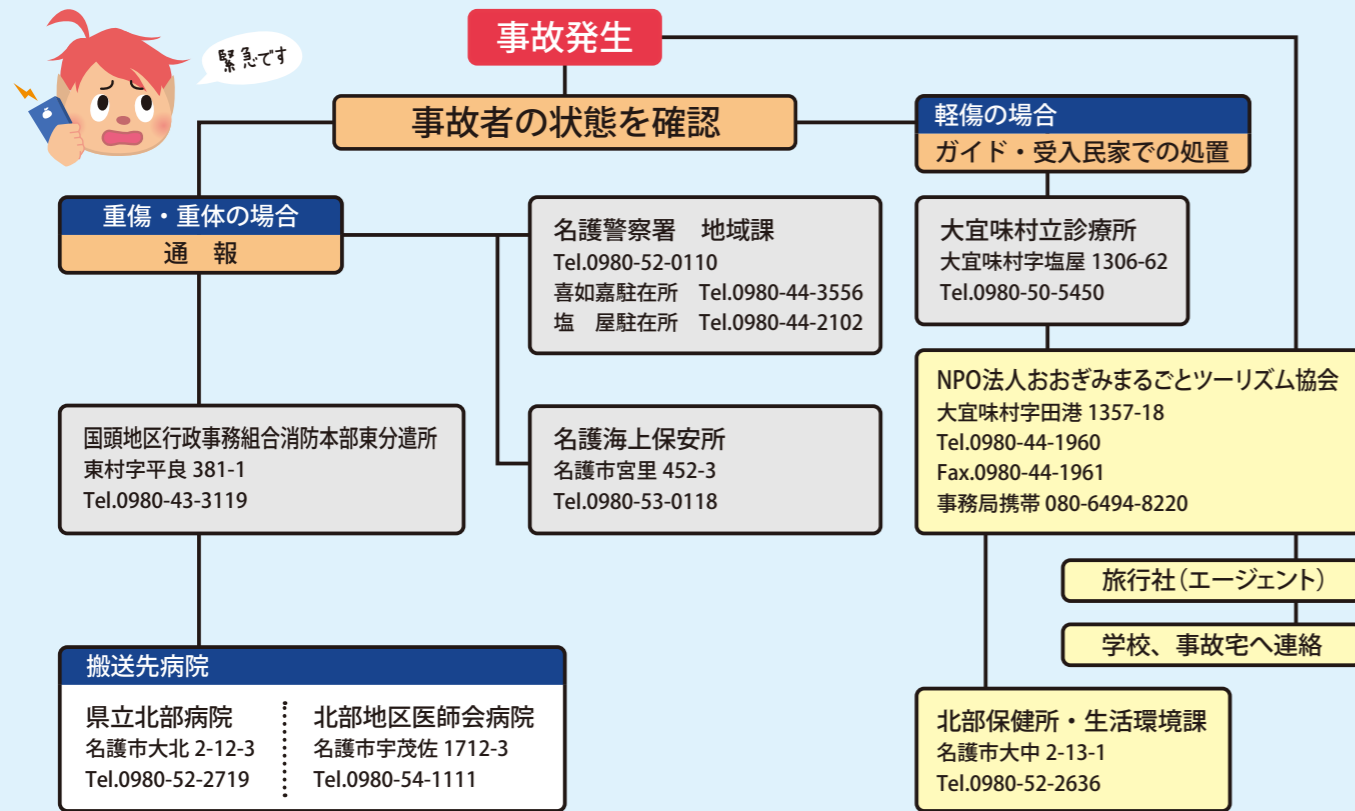 緊急です
事故発生
事故者の状態を確認
軽傷の場合
ガイド・受入民家での処置
重傷・重体の場合
通　報
名護警察署　地域課
Tel.0980-52-0110
喜如嘉駐在所　Tel.0980-44-3556
塩　屋駐在所　Tel.0980-44-2102
大宜味村立診療所
大宜味村字塩屋 1306-62
Tel.0980-50-5450
国頭地区行政事務組合消防本部東分遣所
東村字平良 381-1
Tel.0980-43-3119
名護海上保安所
名護市宮里 452-3
Tel.0980-53-0118
NPO法人おおぎみまるごとツーリズム協会
大宜味村字田港 1357-18
Tel.0980-44-1960
Fax.0980-44-1961
事務局携帯 080-6494-8220
旅行社（エージェント）
学校、事故宅へ連絡
搬送先病院
県立北部病院
名護市大北 2-12-3
Tel.0980-52-2719
北部地区医師会病院
名護市宇茂佐 1712-3
Tel.0980-54-1111
北部保健所・生活環境課
名護市大中 2-13-1
Tel.0980-52-2636